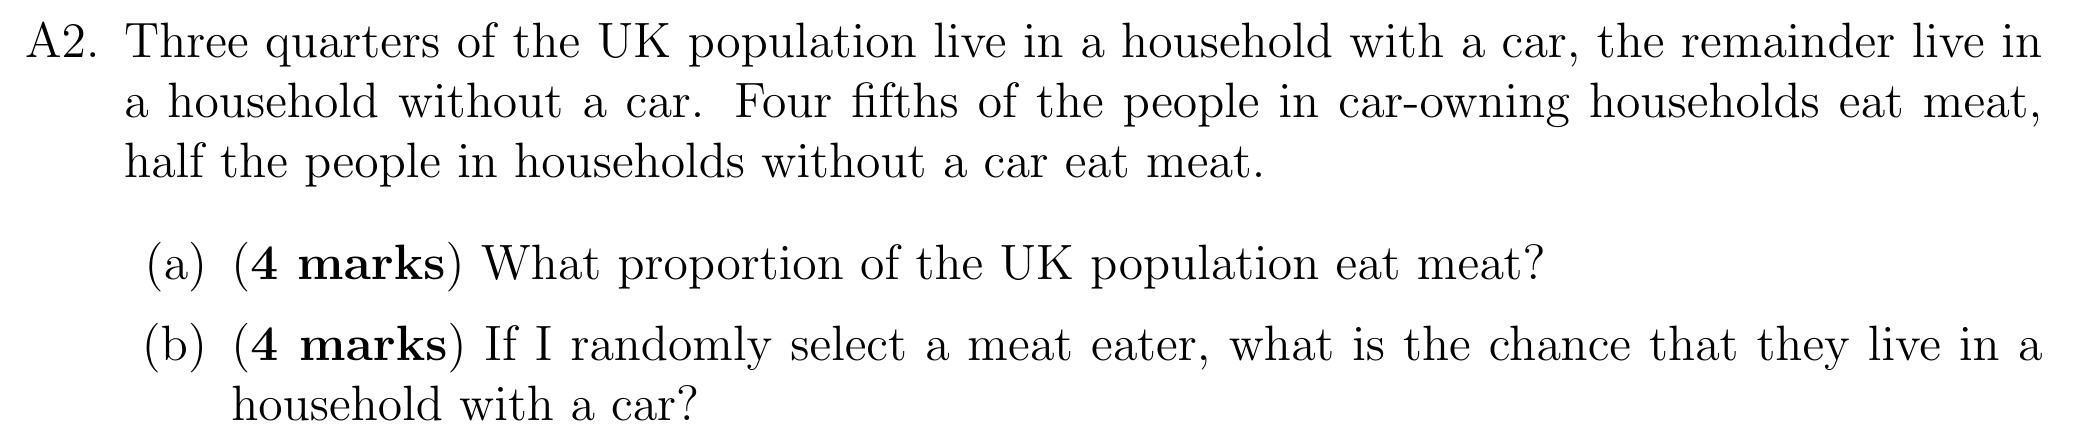 A2. Three quarters of the UK population live in a household with a car, the remainder live in
a household without a car. Four fifths of the people in car-owning households eat meat,
half the people in households without a car eat meat.
(a) (4 marks) What proportion of the UK population eat meat?
(b) (4 marks) If I randomly select a meat eater, what is the chance that they live in a
household with a car?